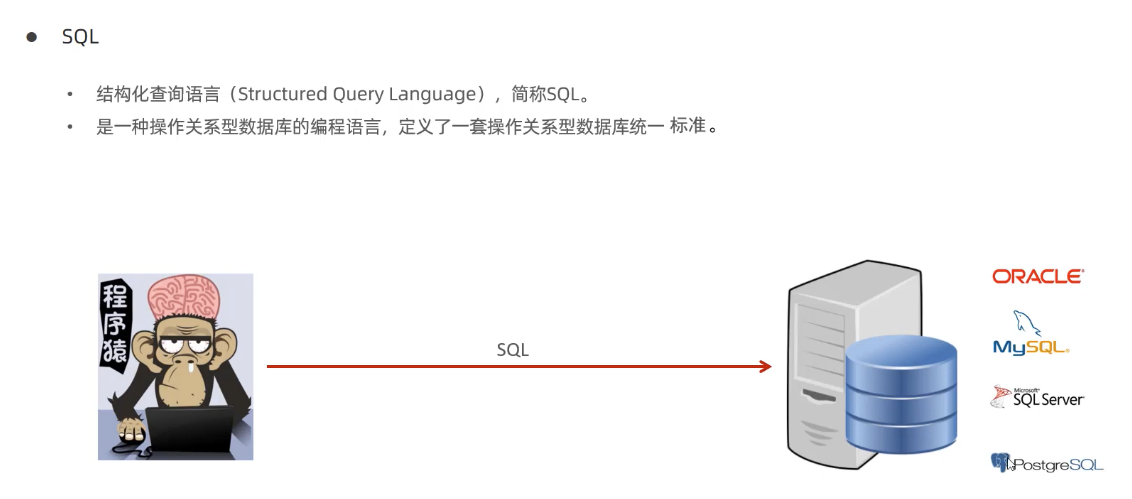 SQL
结构化查询语言（Structured Query Language），简称SQL。
是一种操作关系型数据库的编程语言，定义了一套操作关系型数据库统一 标准。
程序猿
SQL
ORACLE
MySQL
Microsoft
SQL Server
PostgreSQL